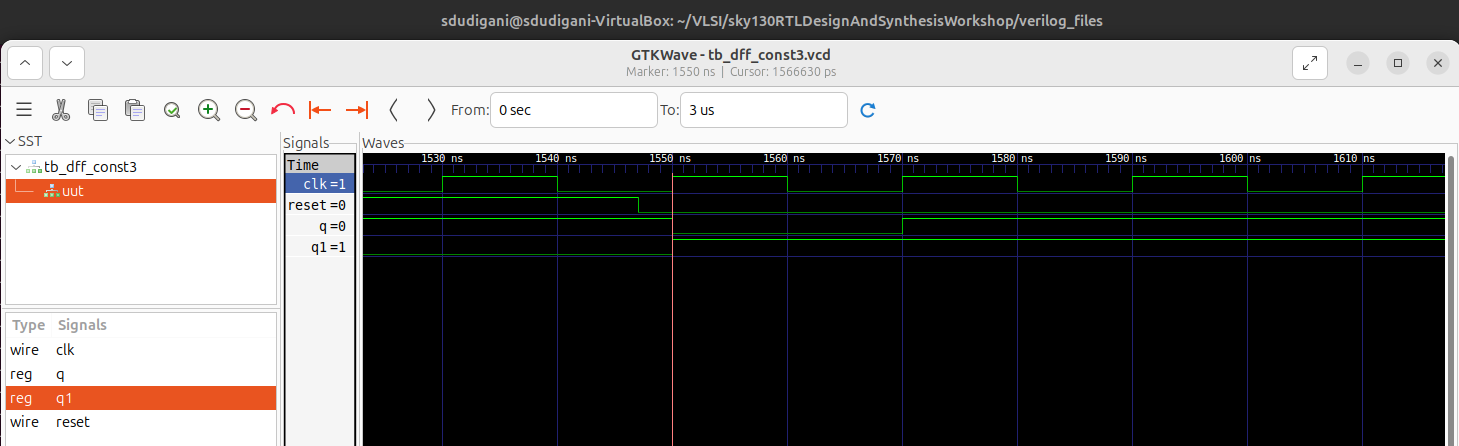 sdudigani@sdudigani-VirtualBox: ~/VLSI/sky130RTLDesignAndSynthesisWorkshop/verilog_files
GTKWave - tb_dff_const3.vcd
Marker: 1550 ns | Cursor: 1566630 ps
From: 0 sec To: 3 us
SST
tb_dff_const3
uut
Type Signals
wire clk
reg q
reg q1
wire reset
Signals
Time
clk=1
reset=0
q=0
q1=1
Waves
1530 ns 1540 ns 1550 ns 1560 ns 1570 ns 1580 ns 1590 ns 1600 ns 1610 ns